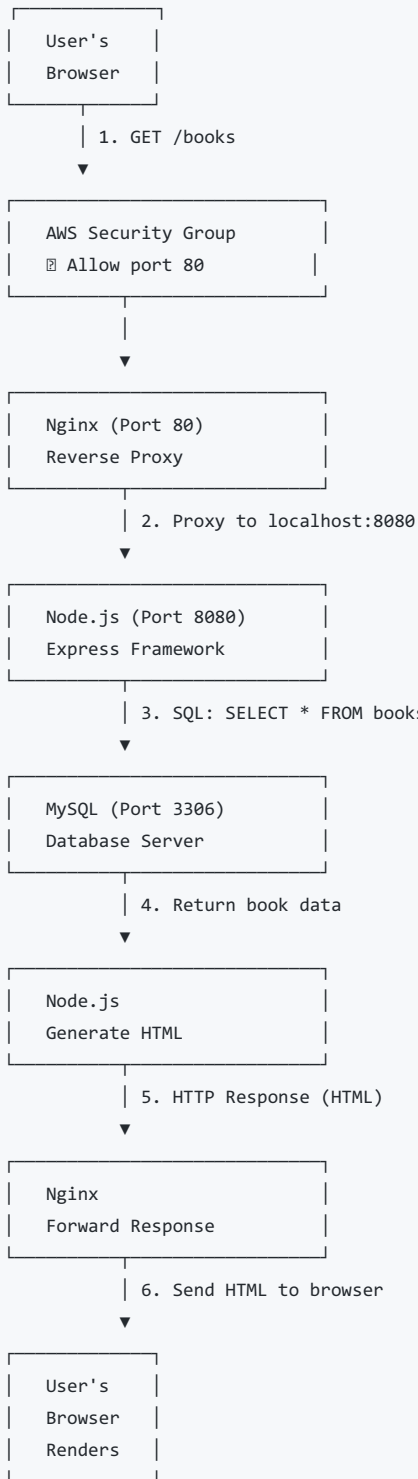 User's
Browser
1. GET /books
AWS Security Group
Allow port 80
Nginx (Port 80)
Reverse Proxy
2. Proxy to localhost:8080
Node.js (Port 8080)
Express Framework
3. SQL: SELECT * FROM books
MySQL (Port 3306)
Database Server
4. Return book data
Node.js
Generate HTML
5. HTTP Response (HTML)
Nginx
Forward Response
6. Send HTML to browser
User's
Browser
Renders